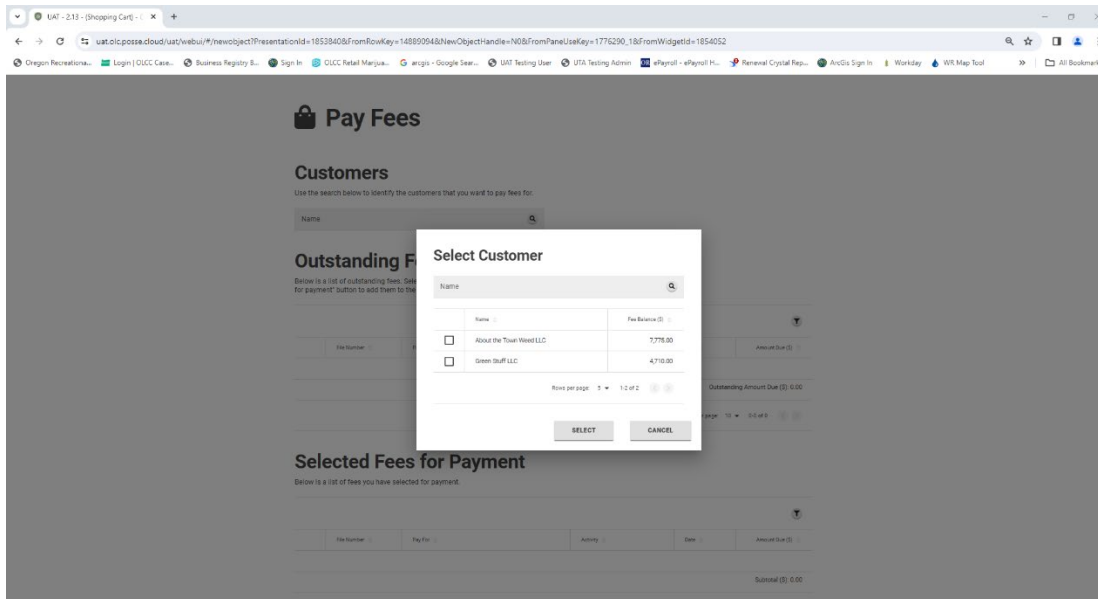 UAT - 2.13 - (Shopping Cart) - C
uat.olc.posse.cloud/uat/webui/#/newobject?PresentationId=1853840&FromRowKey=14889094&NewObjectHandle=N0&FromPaneUseKey=1776290_1&FromWidgetId=1854052
Oregon Recreationa... Login | OLCC Case... Business Registry B... Sign In OLCC Retail Marijua... arcgis - Google Sear... UAT Testing User UTA Testing Admin ePayroll - ePayroll H... Renewal Crystal Rep... ArcGis Sign In Workday WR Map Tool » All Bookmark
Pay Fees
Customers
Use the search below to identify the customers that you want to pay fees for.
Name
Outstanding F
Below is a list of outstanding fees. Sele
for payment" button to add them to the
Select Customer
Name
Name Fee Balance ($)
About the Town Weed LLC 7,775.00
Green Stuff LLC 4,710.00
Rows per page: 5 1-2 of 2
SELECT CANCEL
File Number Amount Due ($)
Outstanding Amount Due ($): 0.00
page: 10 0-0 of 0
Selected Fees for Payment
Below is a list of fees you have selected for payment.
File Number Pay For Activity Date Amount Due ($)
Subtotal ($): 0.00